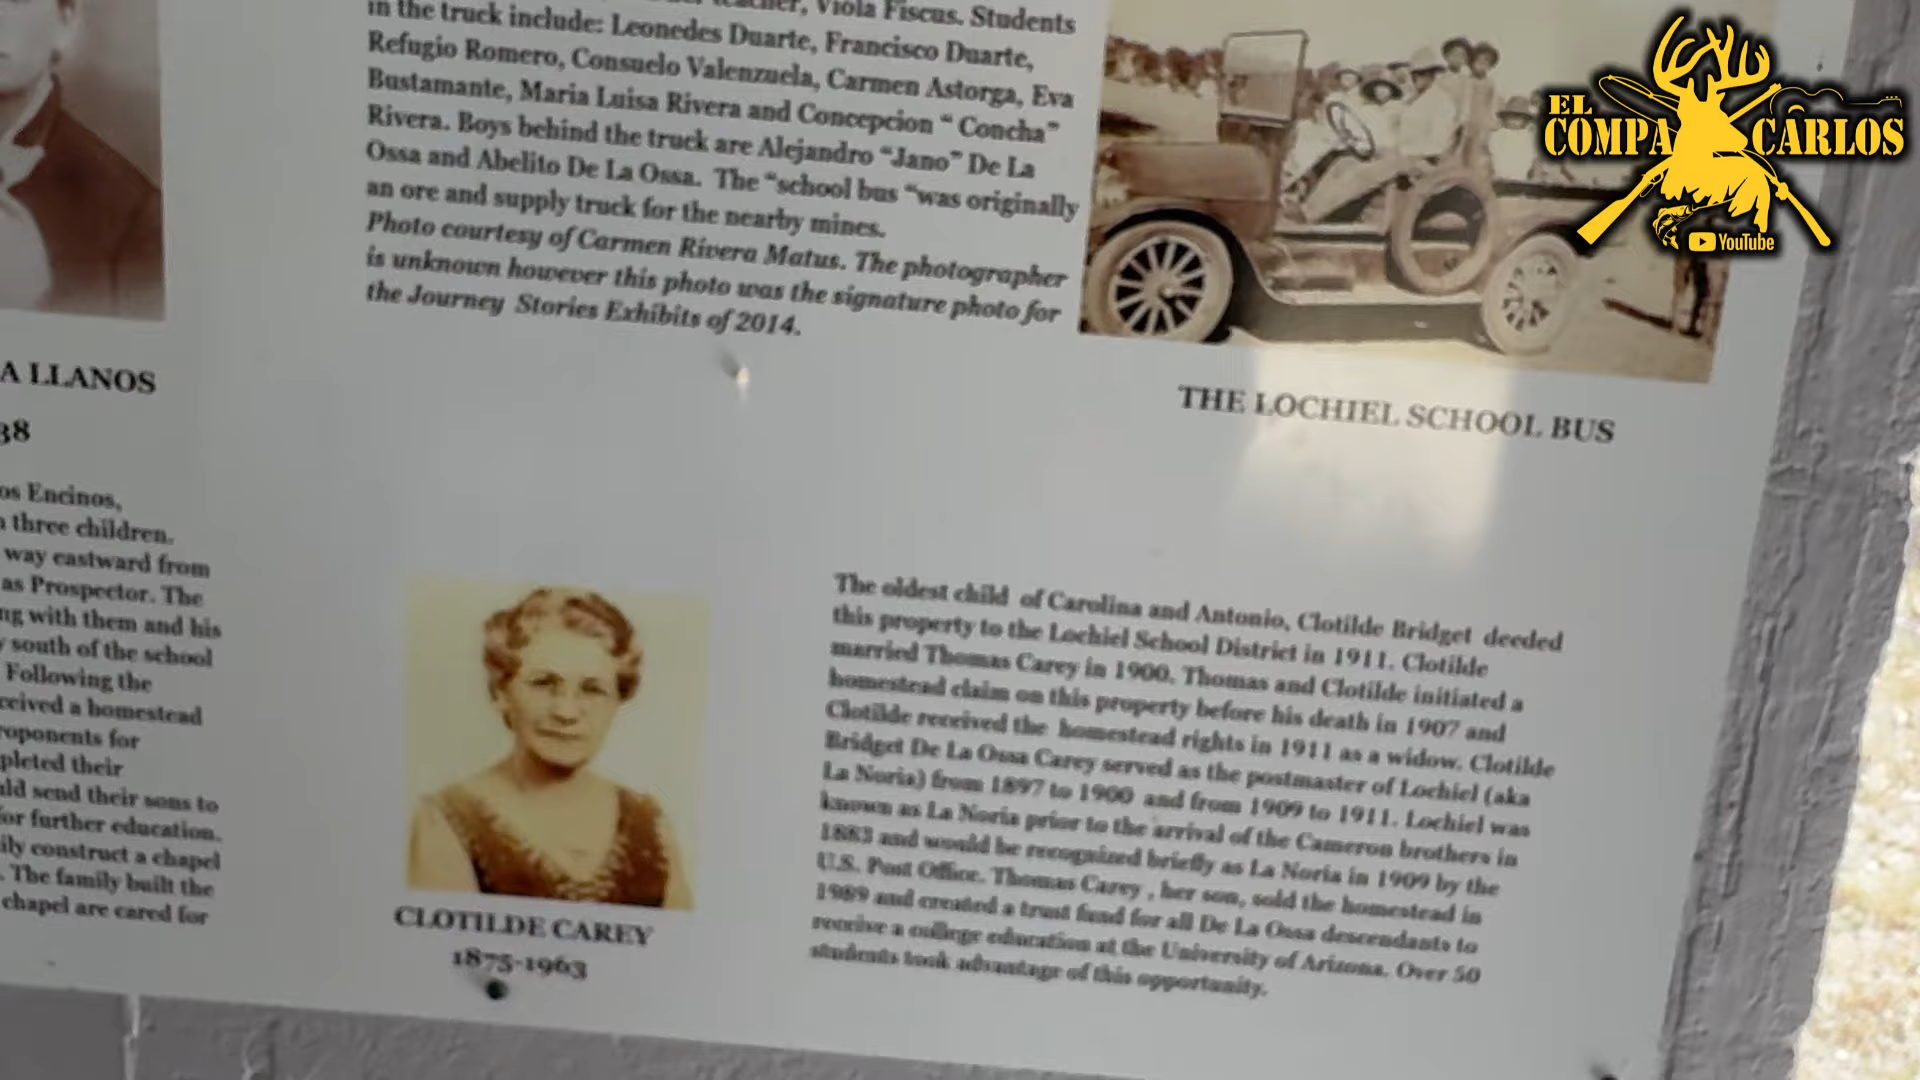 teacher, Viola Fiscus. Students
in the truck include: Leonedes Duarte, Francisco Duarte,
Refugio Romero, Consuelo Valenzuela, Carmen Astorga, Eva
Bustamante, Maria Luisa Rivera and Concepcion “ Concha”
Rivera. Boys behind the truck are Alejandro “Jano” De La
Ossa and Abelito De La Ossa. The “school bus “was originally
an ore and supply truck for the nearby mines.
Photo courtesy of Carmen Rivera Matus. The photographer
is unknown however this photo was the signature photo for
the Journey Stories Exhibits of 2014.
EL
COMPA CARLOS
YouTube
THE LOCHIEL SCHOOL BUS
A LLANOS
38
os Encinos,
three children.
way eastward from
as Prospector. The
ng with them and his
south of the school
Following the
ceived a homestead
roponents for
pleted their
uld send their sons to
for further education.
ily construct a chapel
. The family built the
chapel are cared for
CLOTILDE CAREY
1875-1963
The oldest child of Carolina and Antonio, Clotilde Bridget deeded
this property to the Lochiel School District in 1911. Clotilde
married Thomas Carey in 1900. Thomas and Clotilde initiated a
homestead claim on this property before his death in 1907 and
Clotilde received the homestead rights in 1911 as a widow. Clotilde
Bridget De La Ossa Carey served as the postmaster of Lochiel (aka
La Noria) from 1897 to 1900 and from 1909 to 1911. Lochiel was
known as La Noria prior to the arrival of the Cameron brothers in
1883 and would be recognized briefly as La Noria in 1909 by the
U.S. Post Office. Thomas Carey , her son, sold the homestead in
1989 and created a trust fund for all De La Ossa descendants to
receive a college education at the University of Arizona. Over 50
students took advantage of this opportunity.